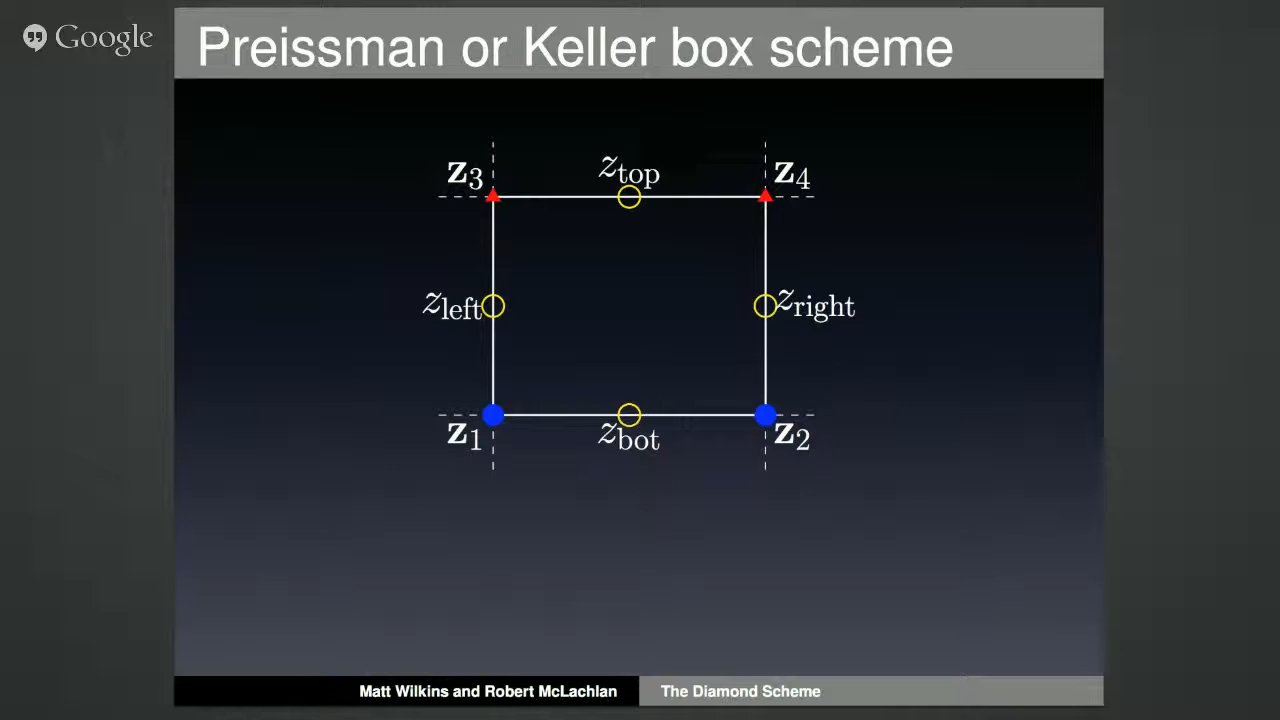 Google
Preissman or Keller box scheme
z3 ztop z4
zleft zright
z1 zbot z2
Matt Wilkins and Robert McLachlan The Diamond Scheme